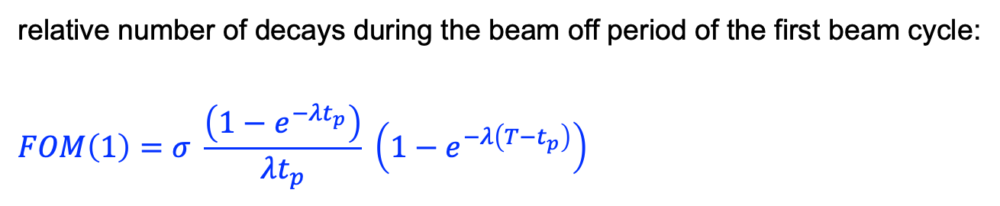 relative number of decays during the beam off period of the first beam cycle:
FOM(1) = σ \frac{(1 − e^{−λt_p})}{λt_p} (1 − e^{−λ(T−t_p)})